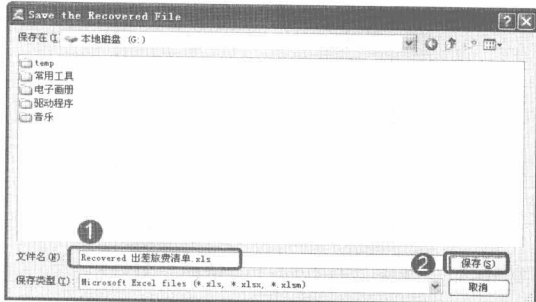 Save the Recovered File
保存在(I): 本地磁盘 (G:)
temp
常用工具
电子画册
驱动程序
音乐
1
文件名(N): Recovered 出差旅费清单.xls
2 保存(S)
保存类型(T): Microsoft Excel files (*.xls, *.xlsx, *.xlsm)
取消